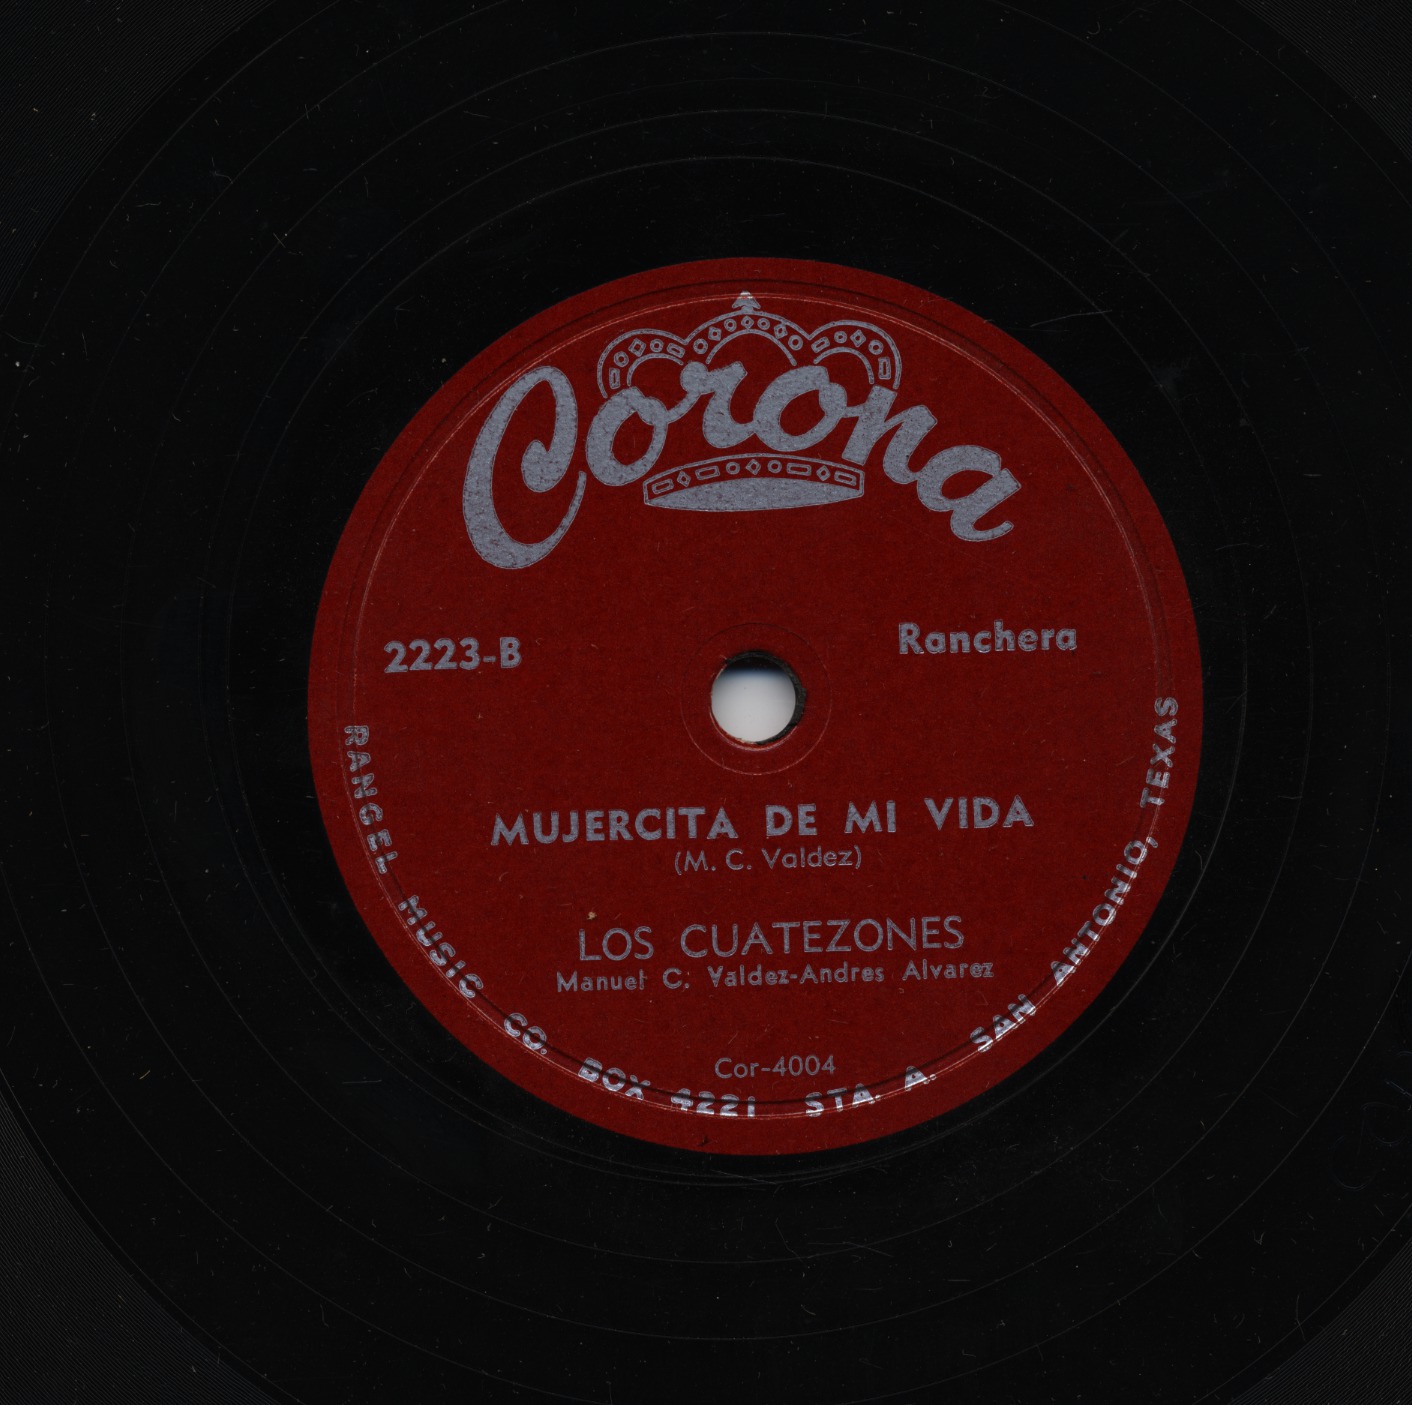 Corona
2223-B
Ranchera
MUJERCITA DE MI VIDA
(M. C. Valdez)
LOS CUATEZONES
Manuel C. Valdez-Andres Alvarez
Cor-4004
RANGEL MUSIC CO. BOX 4221 STA. A. SAN ANTONIO, TEXAS